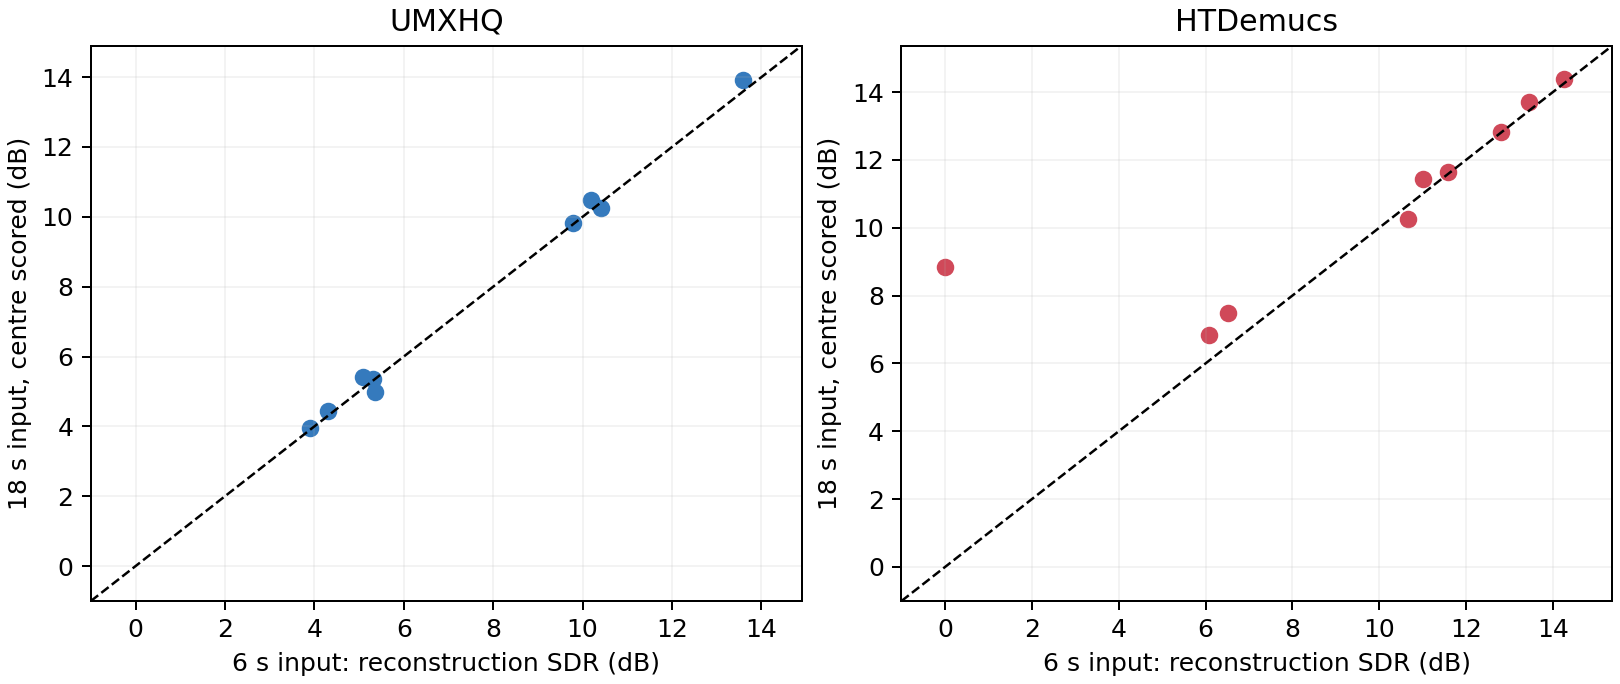 UMXHQ
18 s input, centre scored (dB)
14
12
10
8
6
4
2
0
0 2 4 6 8 10 12 14
6 s input: reconstruction SDR (dB)
HTDemucs
18 s input, centre scored (dB)
14
12
10
8
6
4
2
0
0 2 4 6 8 10 12 14
6 s input: reconstruction SDR (dB)